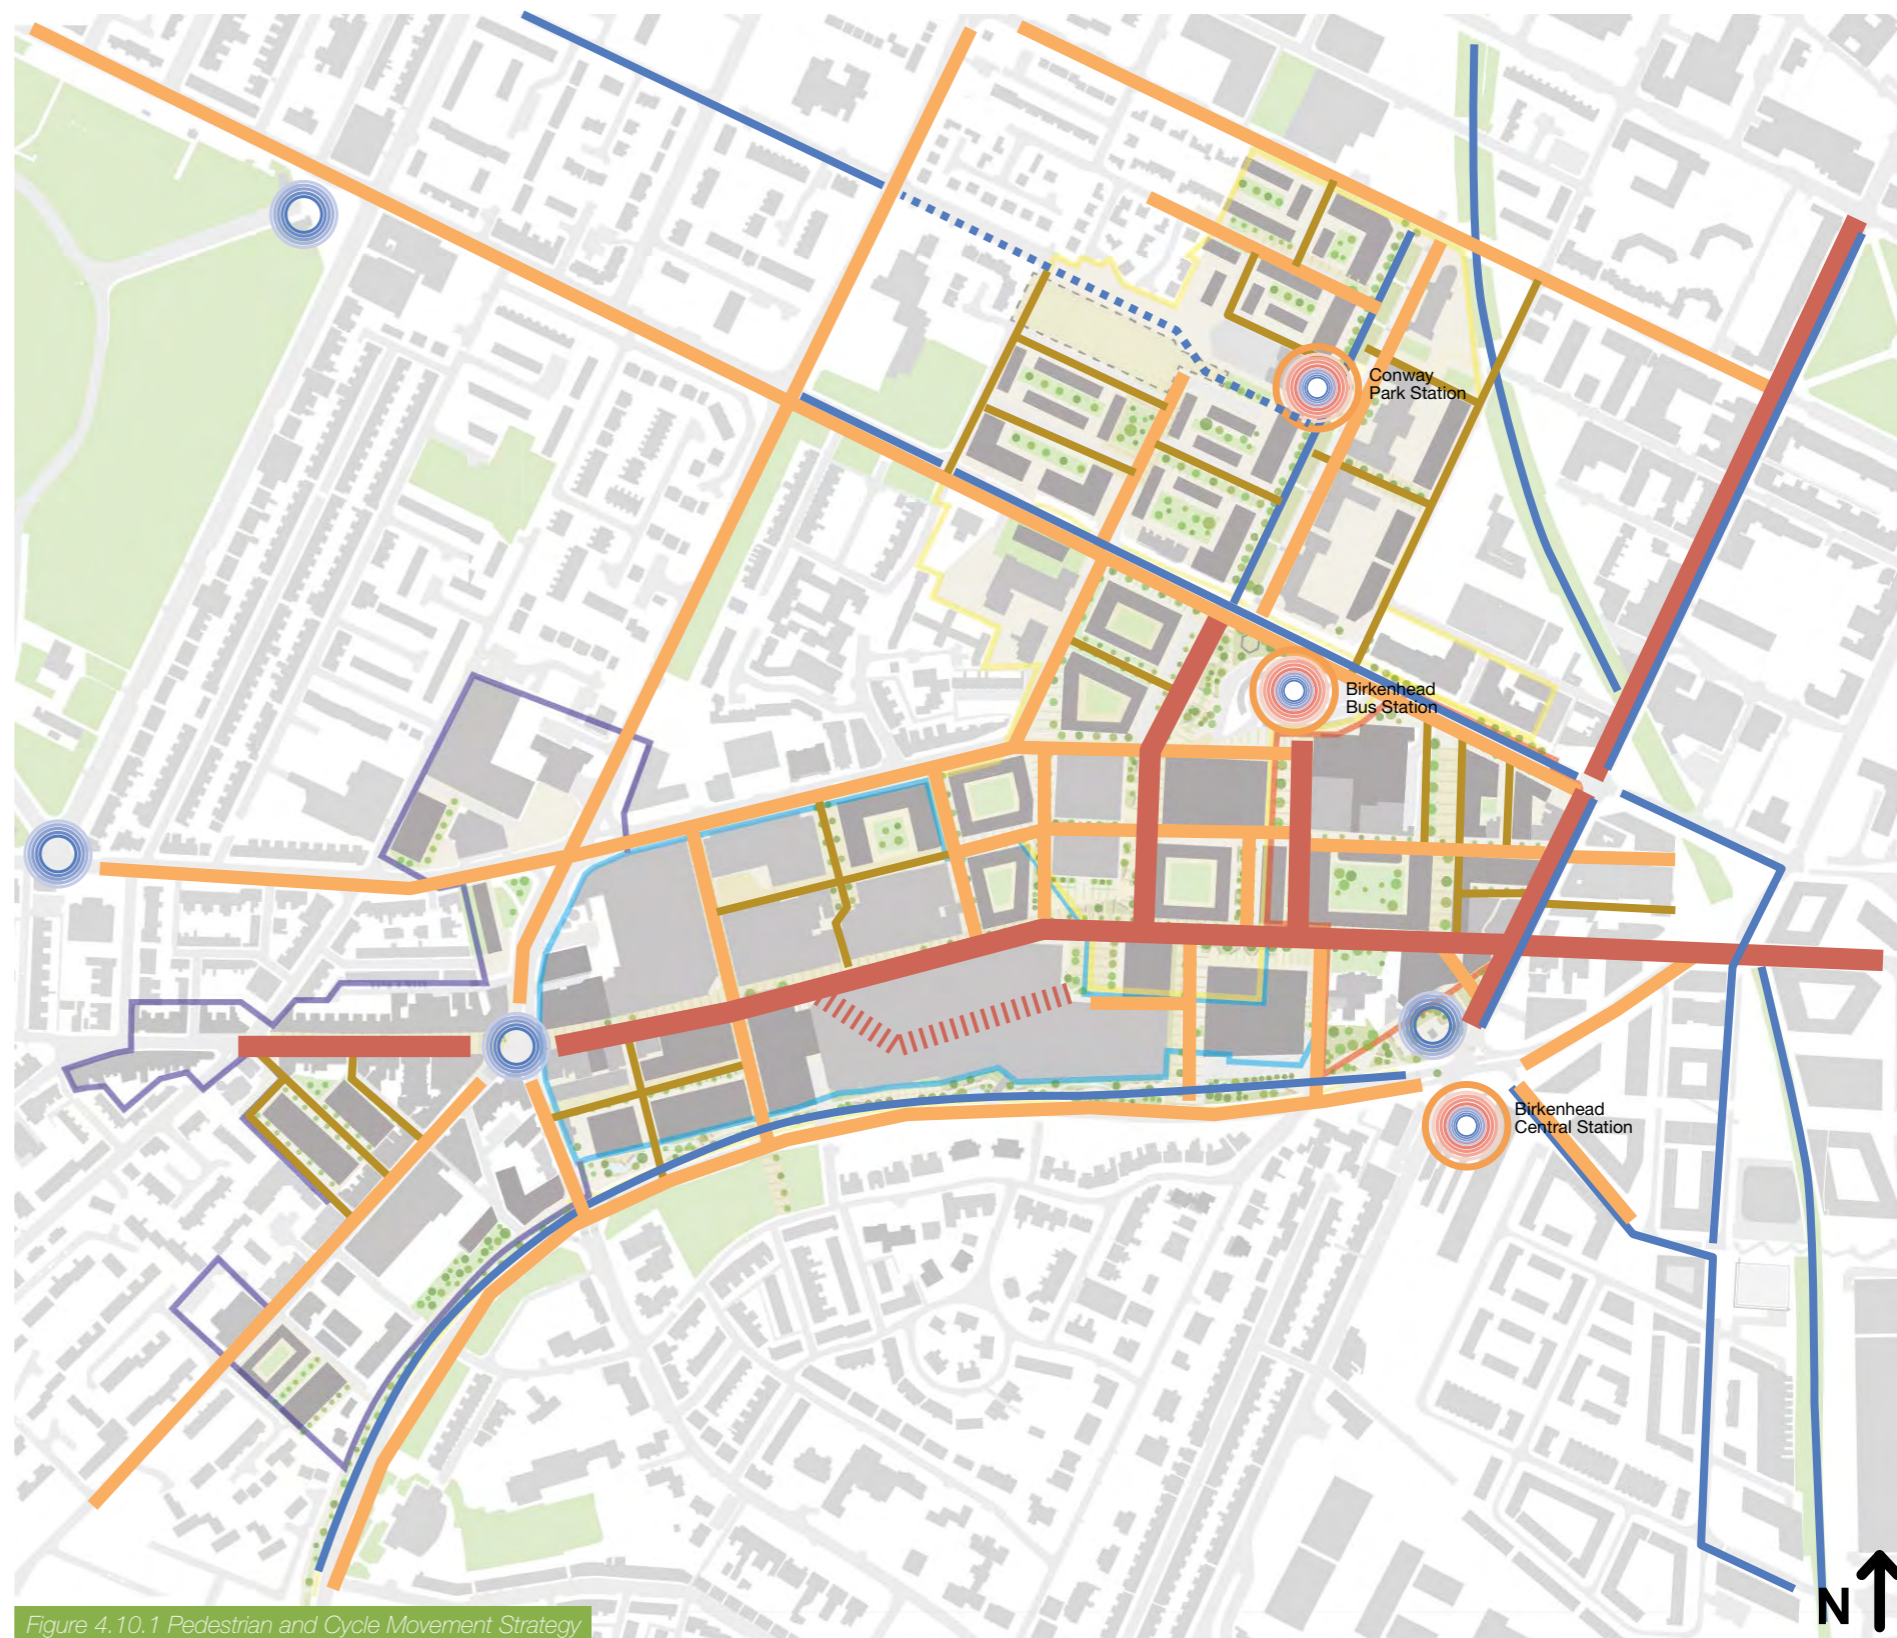 Conway
Park Station
Birkenhead
Bus Station
Birkenhead
Central Station
N
Figure 4.10.1 Pedestrian and Cycle Movement Strategy